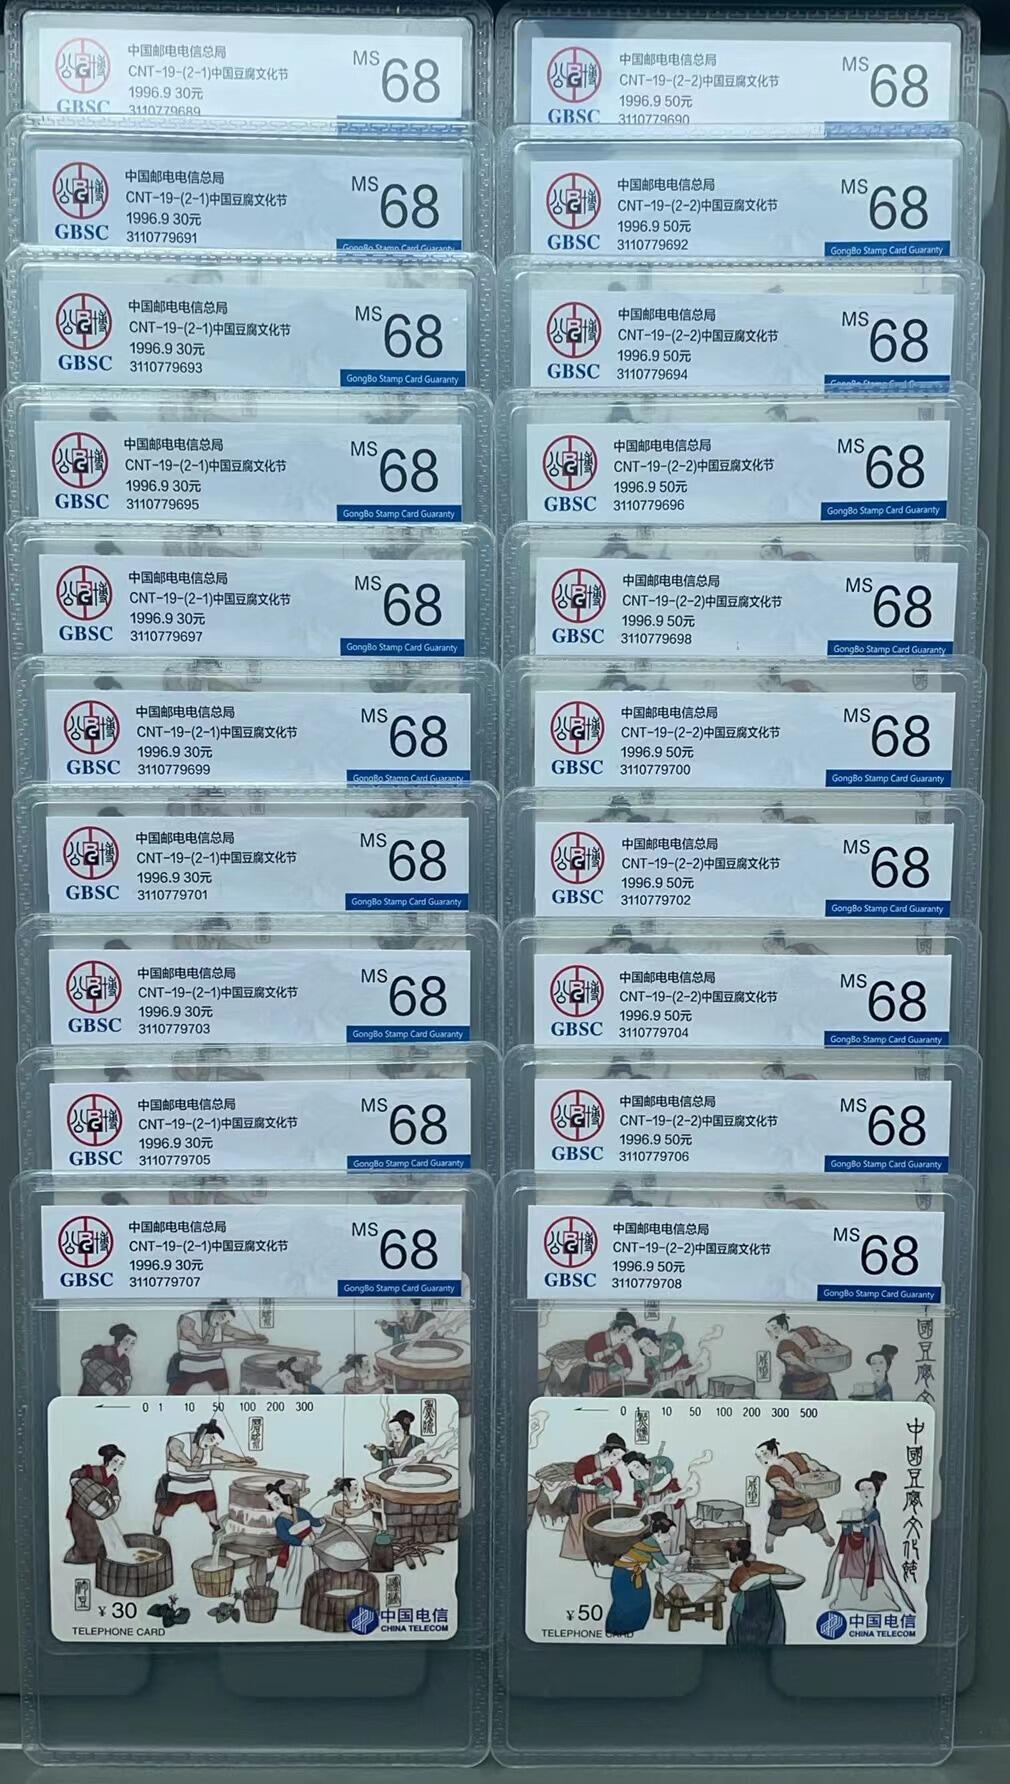 中国邮电电信总局
CNT-19-(2-1)中国豆腐文化节
1996.9 30元
3110779689
MS 68
GBSC
中国邮电电信总局
CNT-19-(2-2)中国豆腐文化节
1996.9 50元
3110779690
MS 68
GBSC
中国邮电电信总局
CNT-19-(2-1)中国豆腐文化节
1996.9 30元
3110779691
MS 68
GBSC
GongBo Stamp Card Guaranty
中国邮电电信总局
CNT-19-(2-2)中国豆腐文化节
1996.9 50元
3110779692
MS 68
GBSC
GongBo Stamp Card Guaranty
中国邮电电信总局
CNT-19-(2-1)中国豆腐文化节
1996.9 30元
3110779693
MS 68
GBSC
GongBo Stamp Card Guaranty
中国邮电电信总局
CNT-19-(2-2)中国豆腐文化节
1996.9 50元
3110779694
MS 68
GBSC
GongBo Stamp Card Guaranty
中国邮电电信总局
CNT-19-(2-1)中国豆腐文化节
1996.9 30元
3110779695
MS 68
GBSC
GongBo Stamp Card Guaranty
中国邮电电信总局
CNT-19-(2-2)中国豆腐文化节
1996.9 50元
3110779696
MS 68
GBSC
GongBo Stamp Card Guaranty
中国邮电电信总局
CNT-19-(2-1)中国豆腐文化节
1996.9 30元
3110779697
MS 68
GBSC
GongBo Stamp Card Guaranty
中国邮电电信总局
CNT-19-(2-2)中国豆腐文化节
1996.9 50元
3110779698
MS 68
GBSC
GongBo Stamp Card Guaranty
中国邮电电信总局
CNT-19-(2-1)中国豆腐文化节
1996.9 30元
3110779699
MS 68
GBSC
GongBo Stamp Card Guaranty
中国邮电电信总局
CNT-19-(2-2)中国豆腐文化节
1996.9 50元
3110779700
MS 68
GBSC
GongBo Stamp Card Guaranty
中国邮电电信总局
CNT-19-(2-1)中国豆腐文化节
1996.9 30元
3110779701
MS 68
GBSC
GongBo Stamp Card Guaranty
中国邮电电信总局
CNT-19-(2-2)中国豆腐文化节
1996.9 50元
3110779702
MS 68
GBSC
GongBo Stamp Card Guaranty
中国邮电电信总局
CNT-19-(2-1)中国豆腐文化节
1996.9 30元
3110779703
MS 68
GBSC
GongBo Stamp Card Guaranty
中国邮电电信总局
CNT-19-(2-2)中国豆腐文化节
1996.9 50元
3110779704
MS 68
GBSC
GongBo Stamp Card Guaranty
中国邮电电信总局
CNT-19-(2-1)中国豆腐文化节
1996.9 30元
3110779705
MS 68
GBSC
GongBo Stamp Card Guaranty
中国邮电电信总局
CNT-19-(2-2)中国豆腐文化节
1996.9 50元
3110779706
MS 68
GBSC
GongBo Stamp Card Guaranty
中国邮电电信总局
CNT-19-(2-1)中国豆腐文化节
1996.9 30元
3110779707
MS 68
GBSC
GongBo Stamp Card Guaranty
中国邮电电信总局
CNT-19-(2-2)中国豆腐文化节
1996.9 50元
3110779708
MS 68
GBSC
GongBo Stamp Card Guaranty
0 1 10 50 100 200 300
¥30
TELEPHONE CARD
中国电信
CHINA TELECOM
0 1 10 50 100 200 300 500
中國豆腐文化節
¥50
TELEPHONE CARD
中国电信
CHINA TELECOM